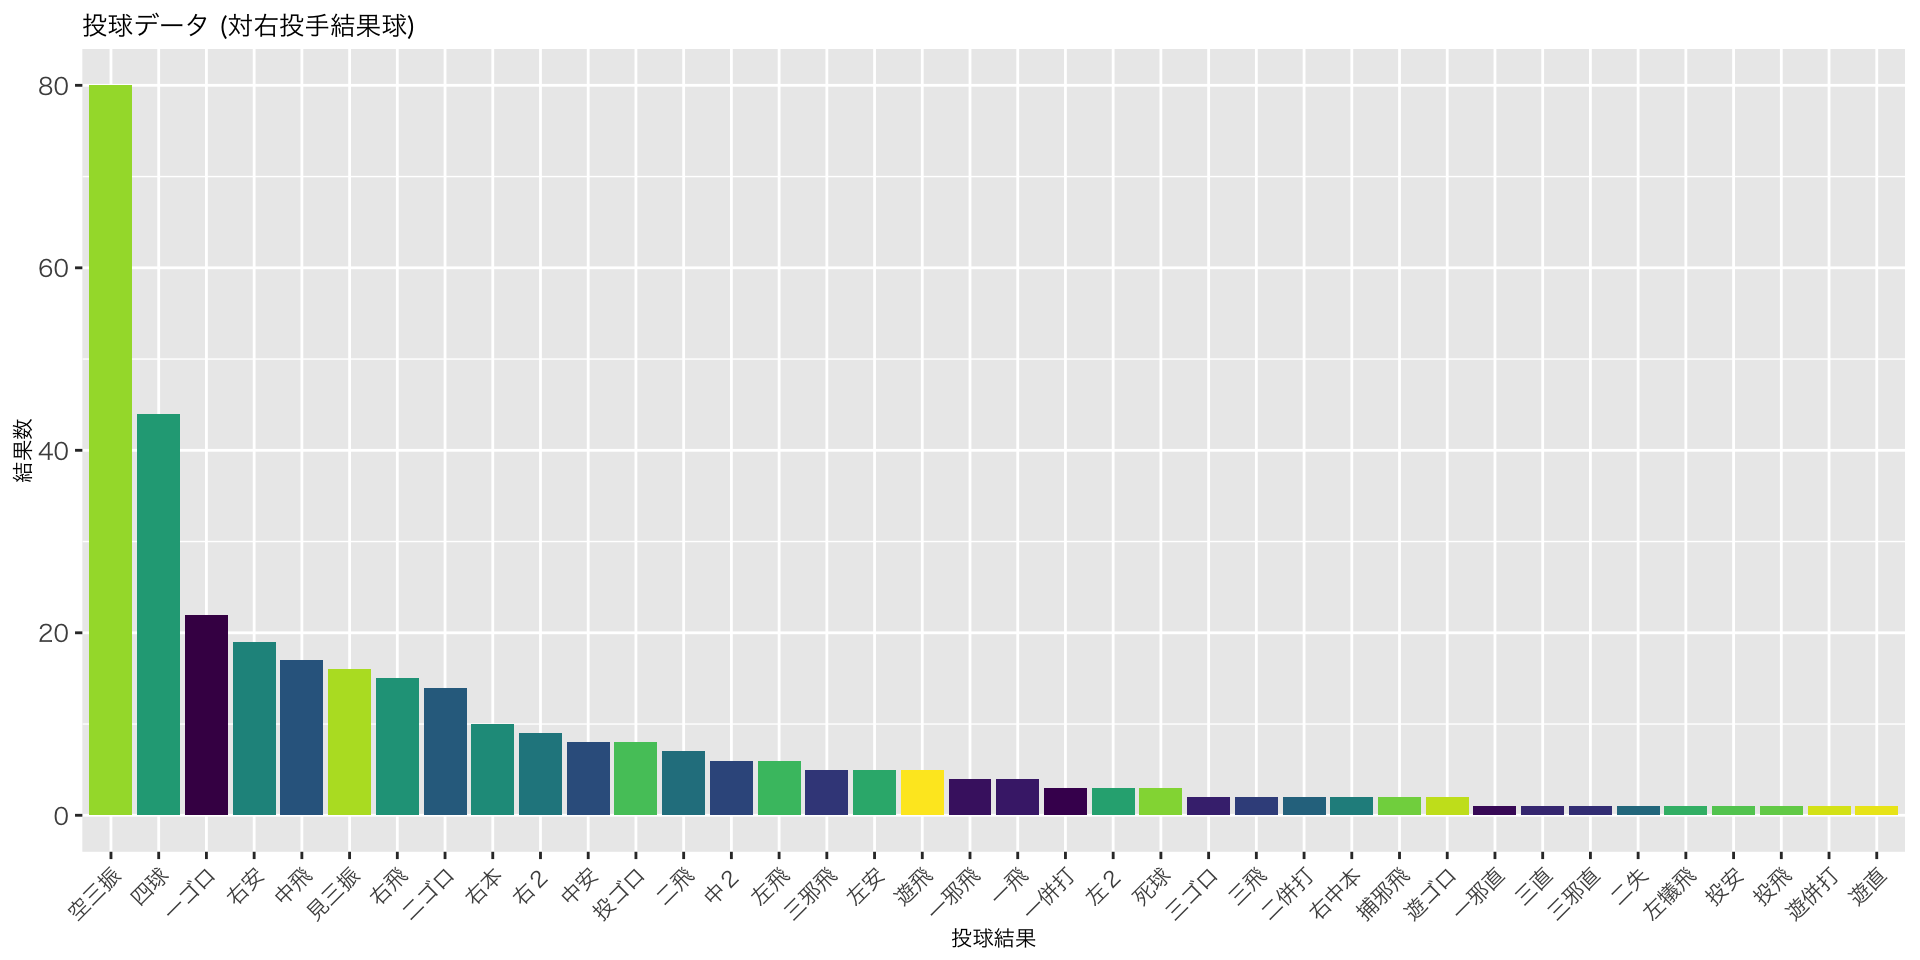 投球データ (対右投手結果球)
結果数
80
60
40
20
0
空三振
四球
一ゴロ
右安
中飛
見三振
右飛
二ゴロ
右本
右２
中安
投ゴロ
二飛
中２
左飛
三邪飛
左安
遊飛
一邪飛
一飛
一併打
左２
死球
三ゴロ
三飛
二併打
右中本
捕邪飛
遊ゴロ
一邪直
三直
三邪直
二失
左犠飛
投安
投飛
遊併打
遊直
投球結果